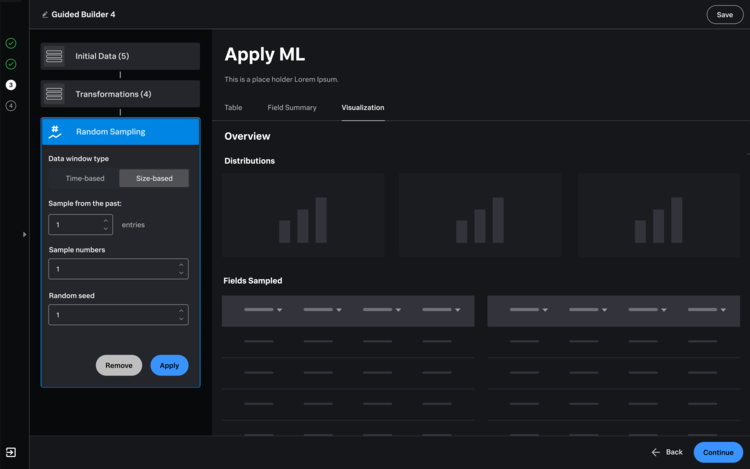 Guided Builder 4
Save
3
4
Initial Data (5)
Transformations (4)
# Random Sampling
Data window type
Time-based
Size-based
Sample from the past:
1
entries
Sample numbers
1
Random seed
1
Remove
Apply
Apply ML
This is a place holder Lorem Ipsum.
Table
Field Summary
Visualization
Overview
Distributions
Fields Sampled
Back
Continue